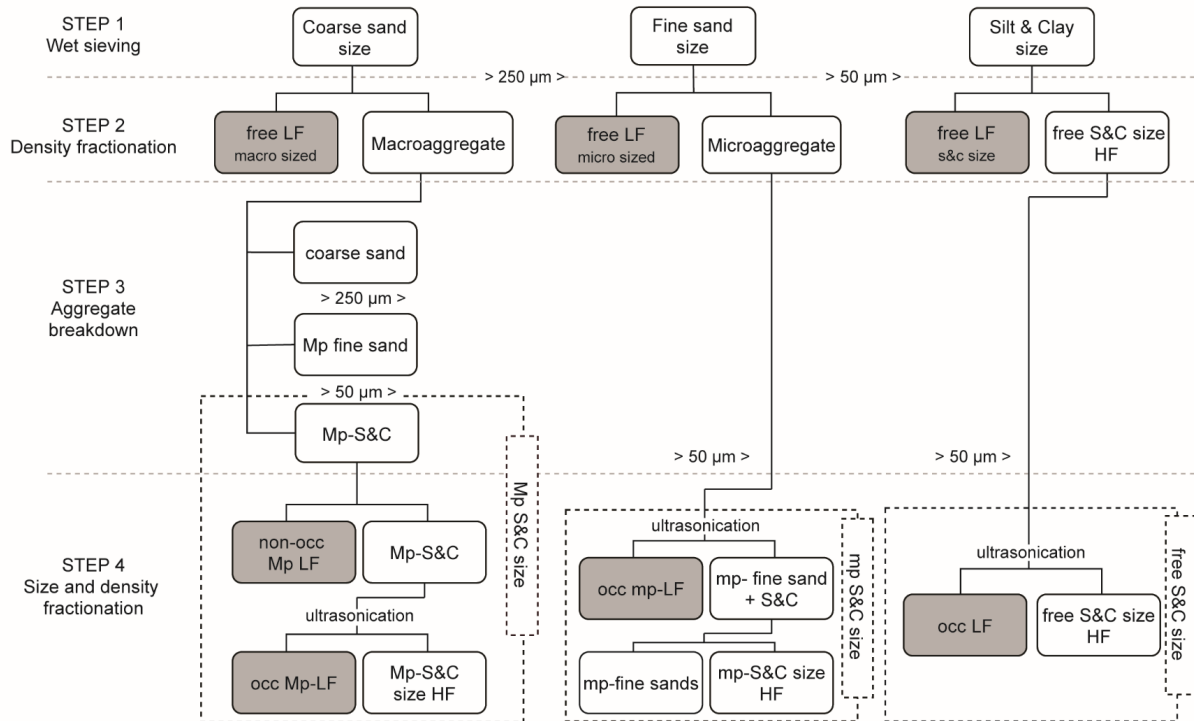 STEP 1
Wet sieving
Coarse sand
size
Fine sand
size
Silt & Clay
size
> 250 µm >
> 50 µm >
STEP 2
Density fractionation
free LF
macro sized
Macroaggregate
free LF
micro sized
Microaggregate
free LF
s&c size
free S&C size
HF
STEP 3
Aggregate
breakdown
coarse sand
> 250 µm >
Mp fine sand
> 50 µm >
Mp-S&C
> 50 µm >
> 50 µm >
STEP 4
Size and density
fractionation
non-occ
Mp LF
Mp-S&C
ultrasonication
occ Mp-LF
Mp-S&C
size HF
Mp S&C size
ultrasonication
occ mp-LF
mp- fine sand
+ S&C
mp-fine sands
mp-S&C size
HF
mp S&C size
ultrasonication
occ LF
free S&C size
HF
free S&C size